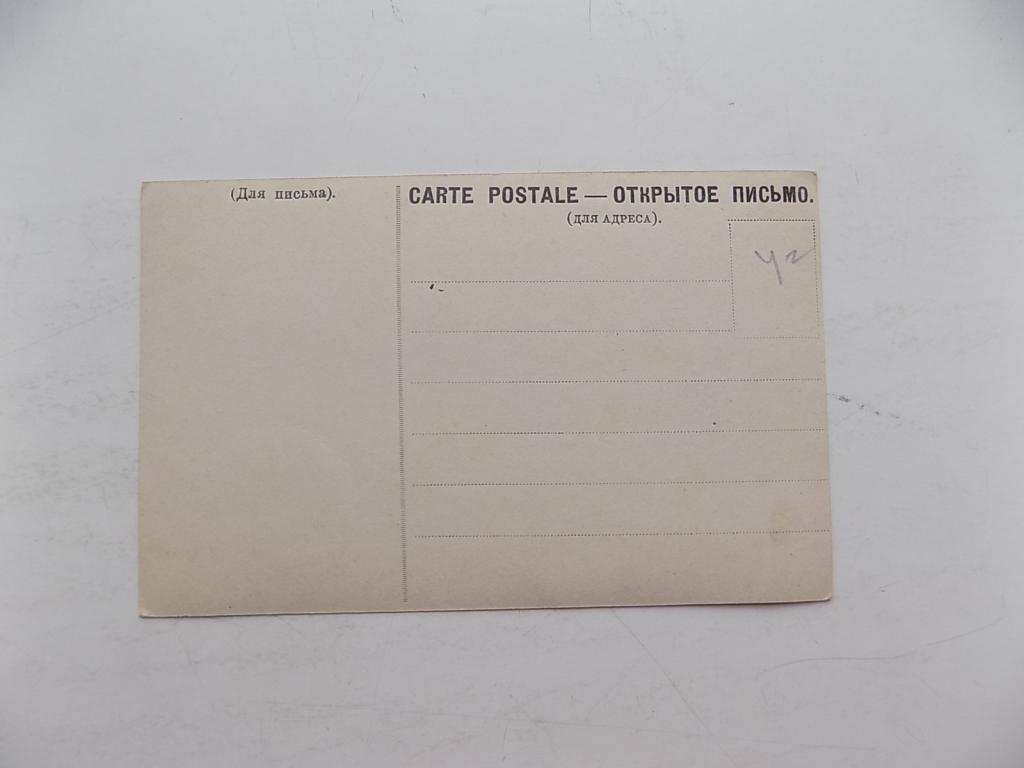 (Для письма).
CARTE POSTALE — ОТКРЫТОЕ ПИСЬМО.
(ДЛЯ АДРЕСА).